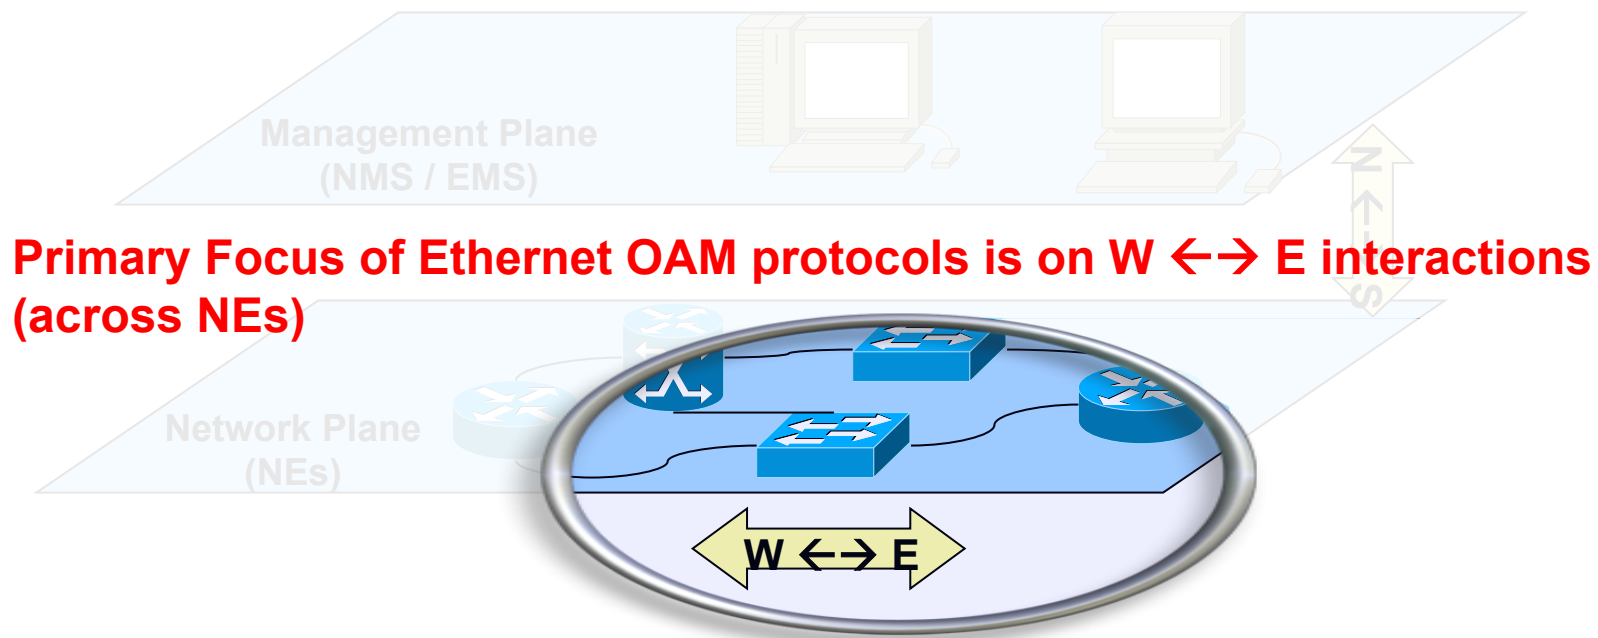 Management Plane
(NMS / EMS)
N ←-→ S
Primary Focus of Ethernet OAM protocols is on W ←-→ E interactions
(across NEs)
Network Plane
(NEs)
W ←→ E